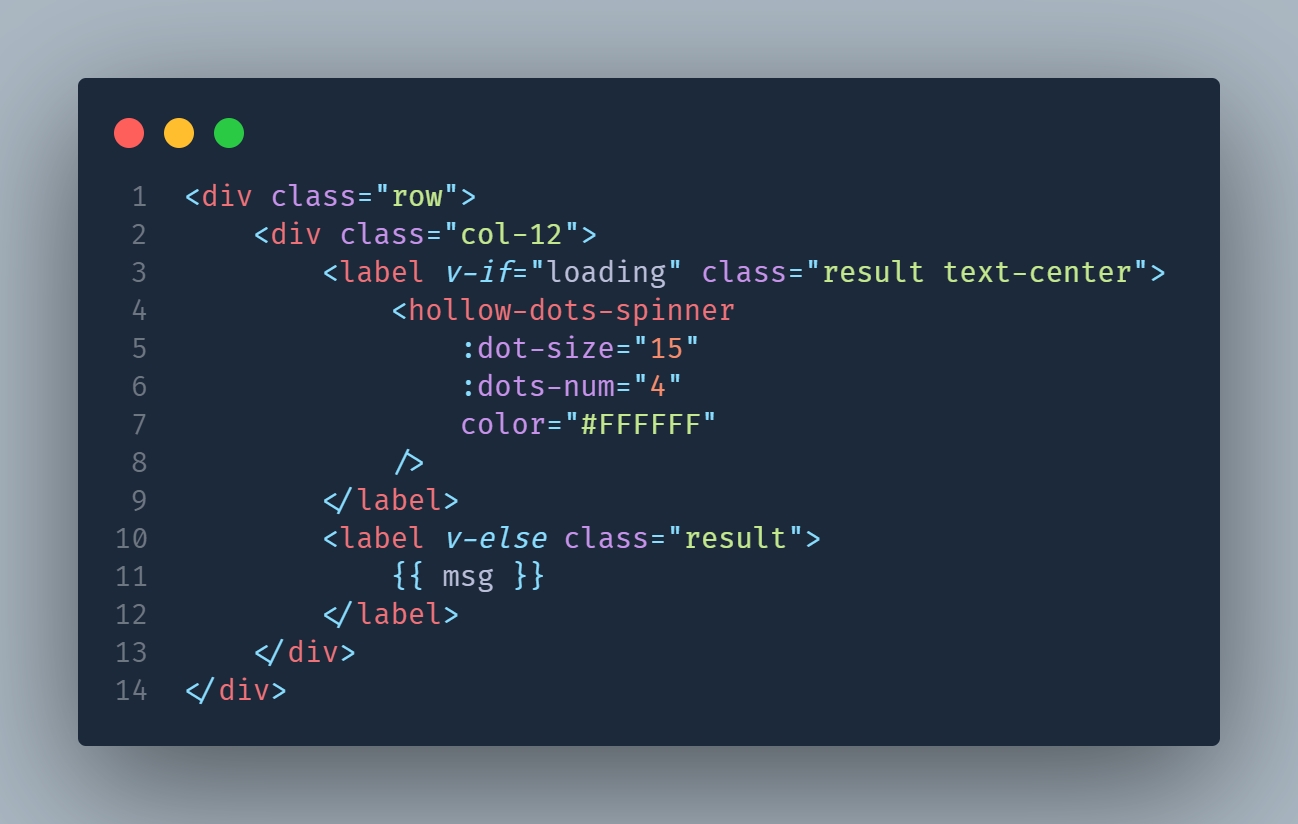 1 <div class="row">
2     <div class="col-12">
3         <label v-if="loading" class="result text-center">
4             <hollow-dots-spinner
5                 :dot-size="15"
6                 :dots-num="4"
7                 color="#FFFFFF"
8             />
9         </label>
10         <label v-else class="result">
11             {{ msg }}
12         </label>
13     </div>
14 </div>